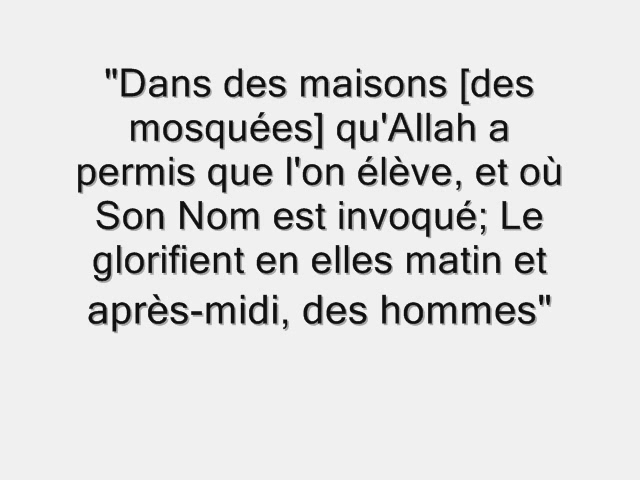 "Dans des maisons [des
mosquées] qu'Allah a
permis que l'on élève, et où
Son Nom est invoqué; Le
glorifient en elles matin et
après-midi, des hommes"